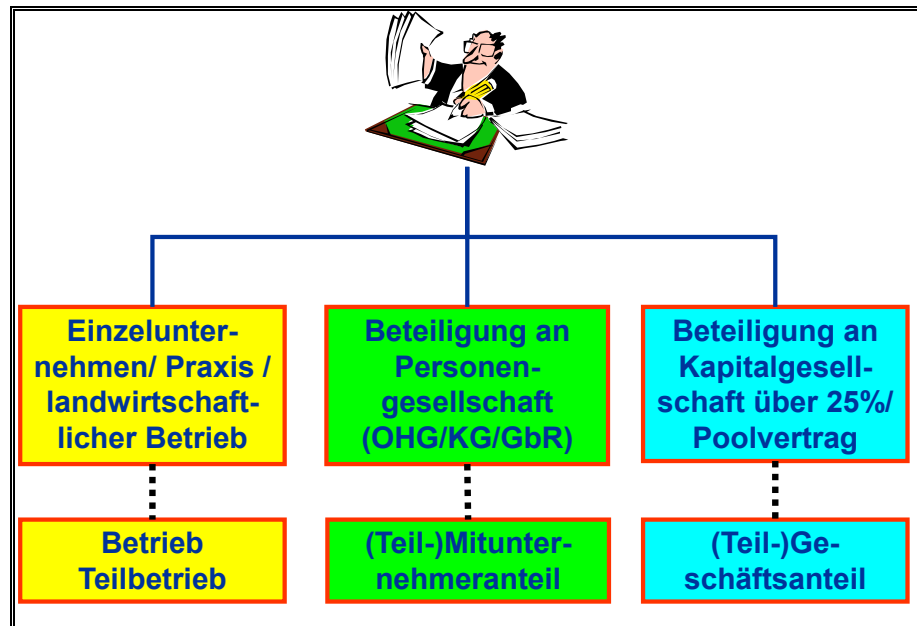 Einzelunter-
nehmen/ Praxis /
landwirtschaft-
licher Betrieb
Beteiligung an
Personen-
gesellschaft
(OHG/KG/GbR)
Beteiligung an
Kapitalgesell-
schaft über 25%/
Poolvertrag
Betrieb
Teilbetrieb
(Teil-)Mitunter-
nehmeranteil
(Teil-)Ge-
schäftsanteil